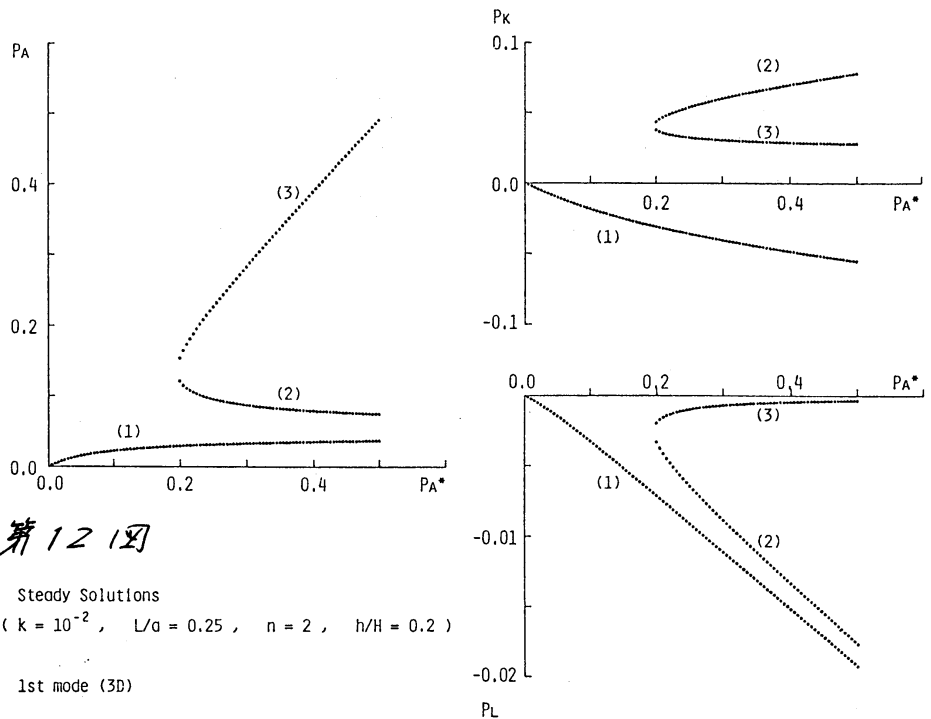 PA
0.4
0.2
0.0
(3)
(2)
(1)
0.0 0.2 0.4 PA*
PK
0.1
0.0
-0.1
(2)
(3)
(1)
0.2 0.4 PA*
0.0 0.2 0.4 PA*
(3)
(1)
(2)
-0.01
-0.02
PL
第12図
Steady Solutions
( k = 10⁻² , L/a = 0.25 , n = 2 , h/H = 0.2 )
1st mode (3D)